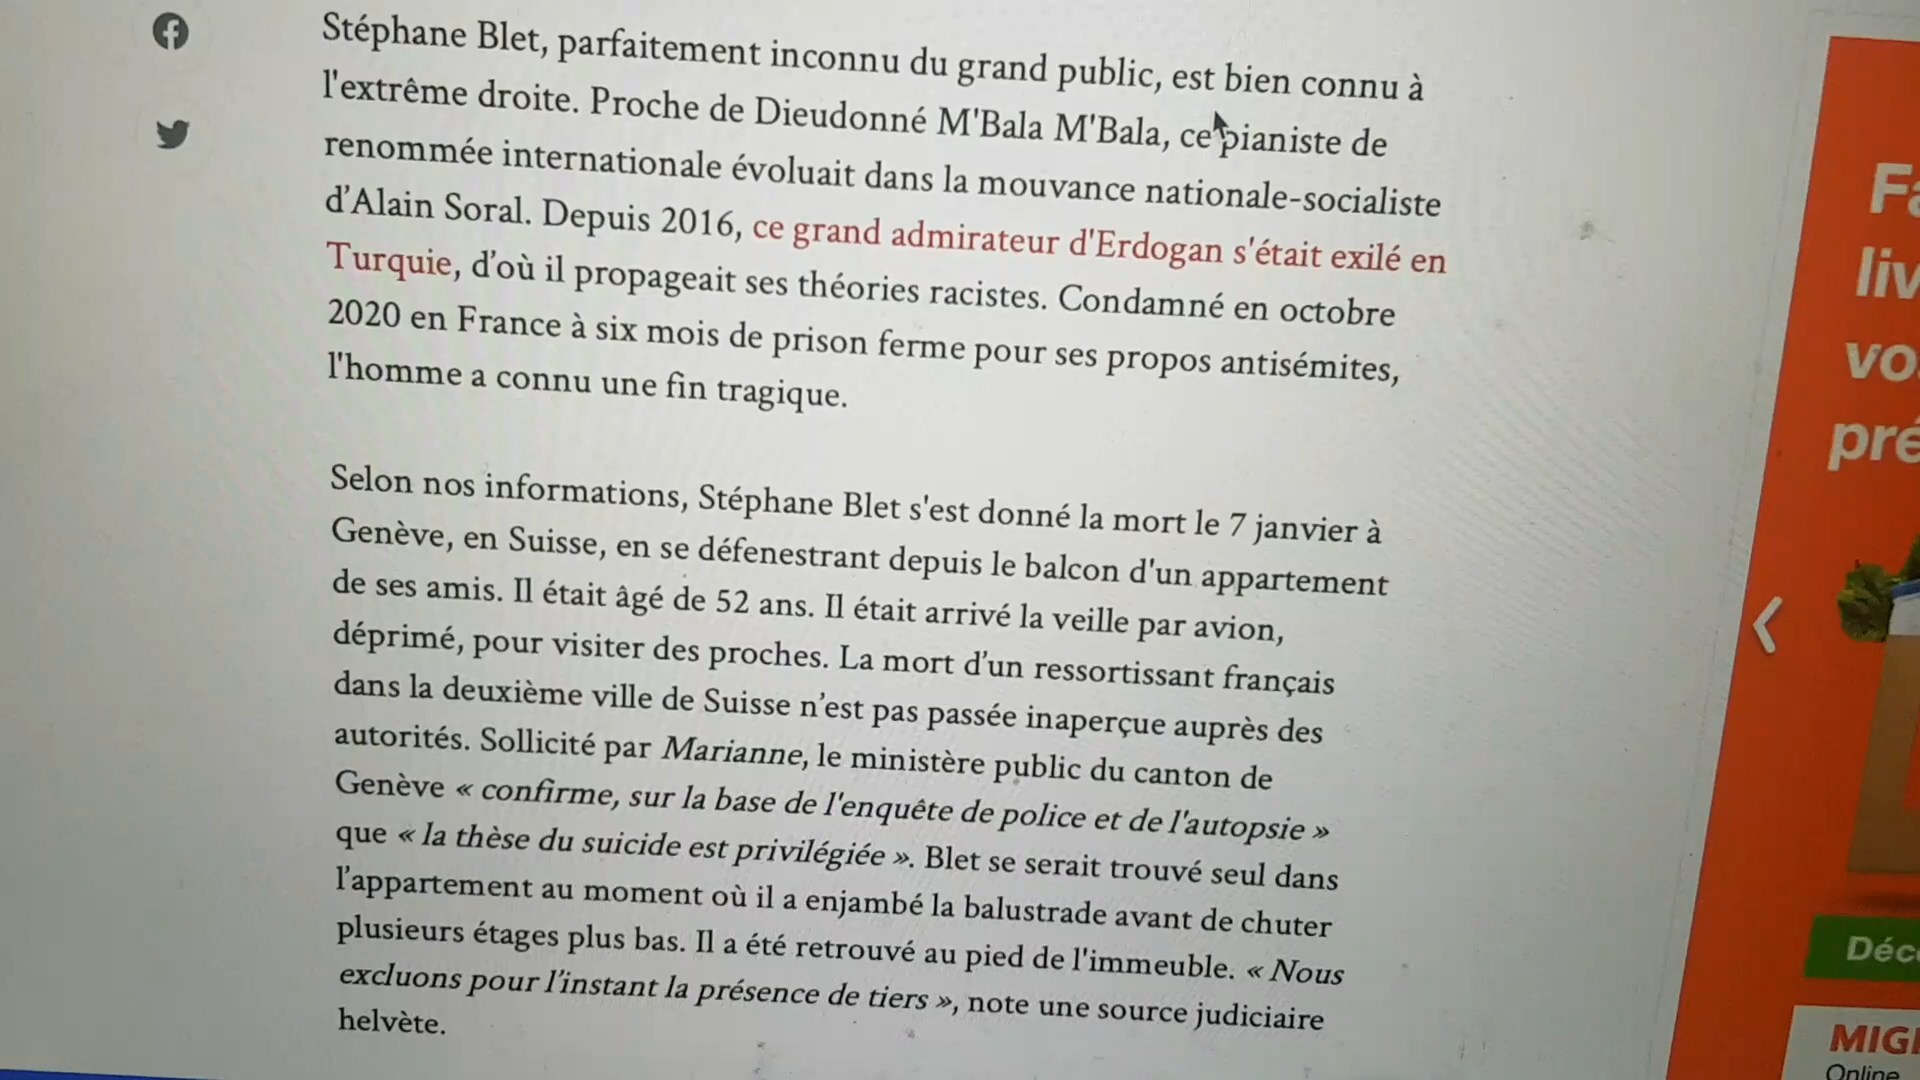 Stéphane Blet, parfaitement inconnu du grand public, est bien connu à
l'extrême droite. Proche de Dieudonné M'Bala M'Bala, ce pianiste de
renommée internationale évoluait dans la mouvance nationale-socialiste
d’Alain Soral. Depuis 2016, ce grand admirateur d'Erdogan s'était exilé en
Turquie, d’où il propageait ses théories racistes. Condamné en octobre
2020 en France à six mois de prison ferme pour ses propos antisémites,
l'homme a connu une fin tragique.
Selon nos informations, Stéphane Blet s'est donné la mort le 7 janvier à
Genève, en Suisse, en se défenestrant depuis le balcon d'un appartement
de ses amis. Il était âgé de 52 ans. Il était arrivé la veille par avion,
déprimé, pour visiter des proches. La mort d’un ressortissant français
dans la deuxième ville de Suisse n’est pas passée inaperçue auprès des
autorités. Sollicité par Marianne, le ministère public du canton de
Genève « confirme, sur la base de l'enquête de police et de l'autopsie »
que « la thèse du suicide est privilégiée ». Blet se serait trouvé seul dans
l’appartement au moment où il a enjambé la balustrade avant de chuter
plusieurs étages plus bas. Il a été retrouvé au pied de l'immeuble. « Nous
excluons pour l’instant la présence de tiers », note une source judiciaire
helvète.
Online